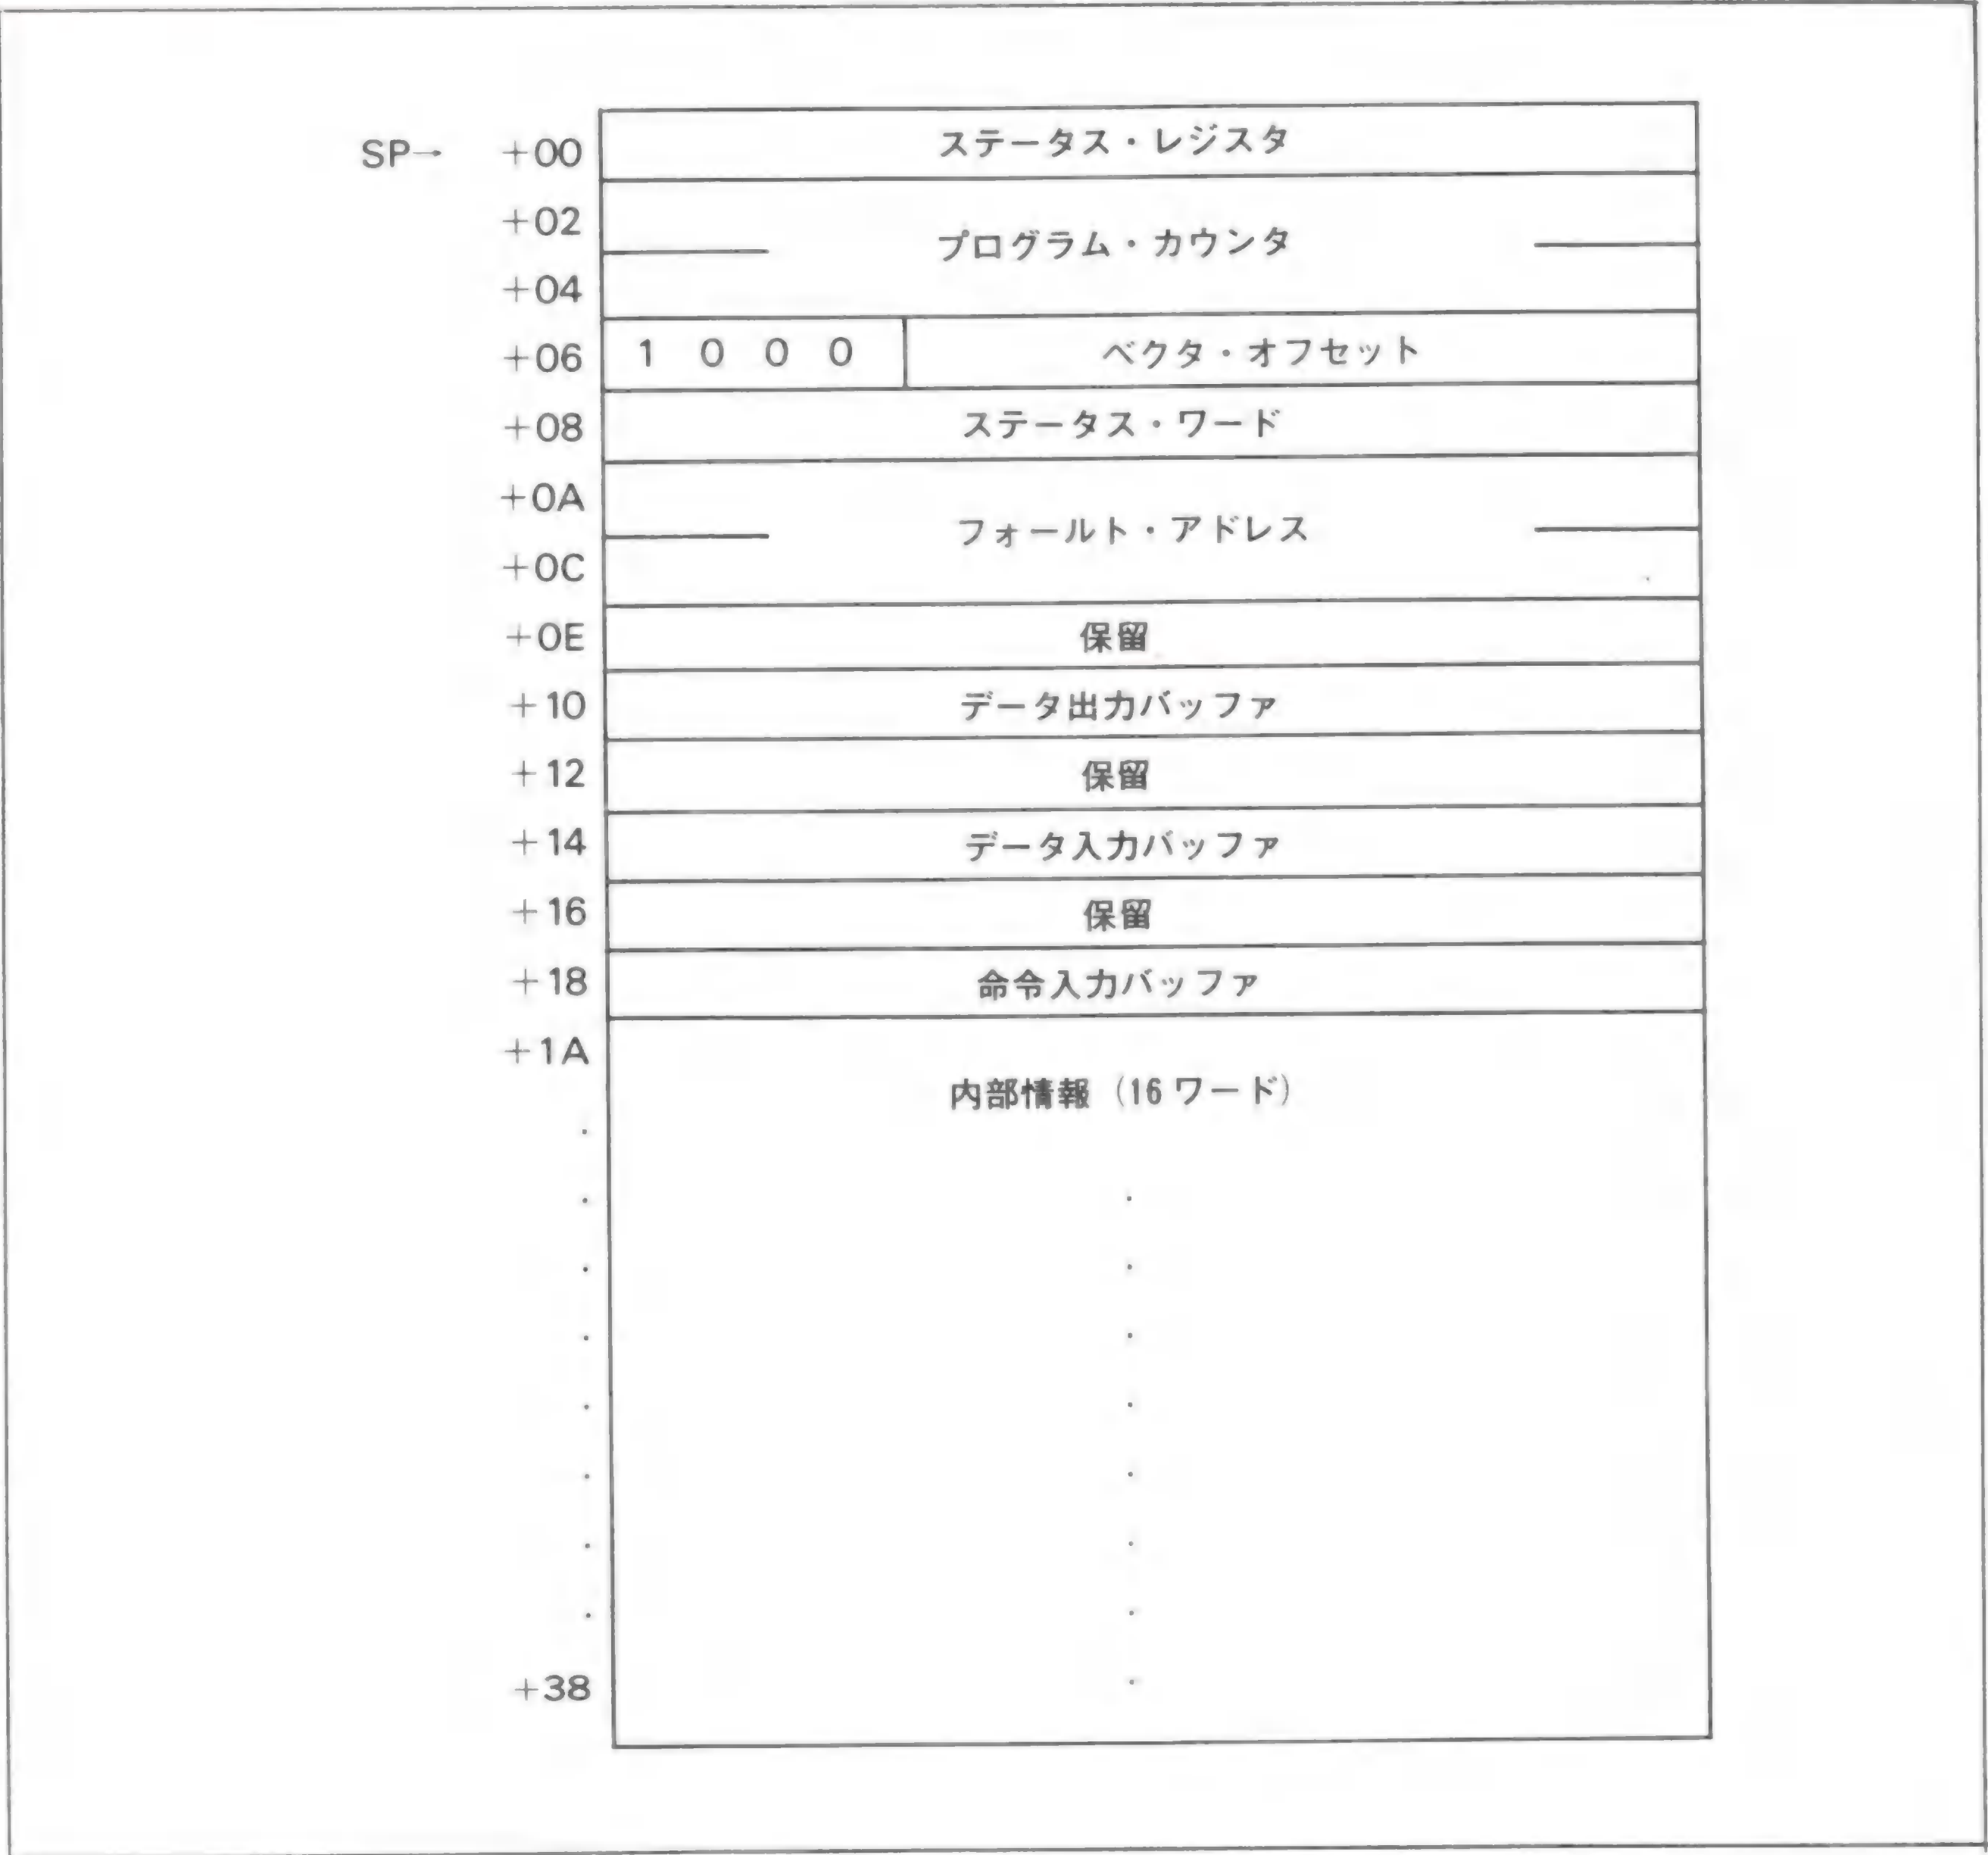 SP→ +00 ステータス・レジスタ
+02
プログラム・カウンタ
+04
+06 1 0 0 0 ベクタ・オフセット
+08 ステータス・ワード
+0A
フォールト・アドレス
+0C
+0E 保留
+10 データ出力バッファ
+12 保留
+14 データ入力バッファ
+16 保留
+18 命令入力バッファ
+1A
内部情報（16ワード）
+38